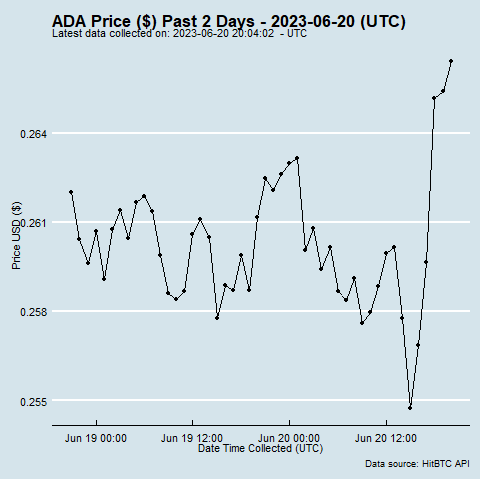 ADA Price ($) Past 2 Days - 2023-06-20 (UTC)
Latest data collected on: 2023-06-20 20:04:02 - UTC
0.264
0.261
0.258
0.255
Price USD ($)
Jun 19 00:00 Jun 19 12:00 Jun 20 00:00 Jun 20 12:00
Date Time Collected (UTC)
Data source: HitBTC API